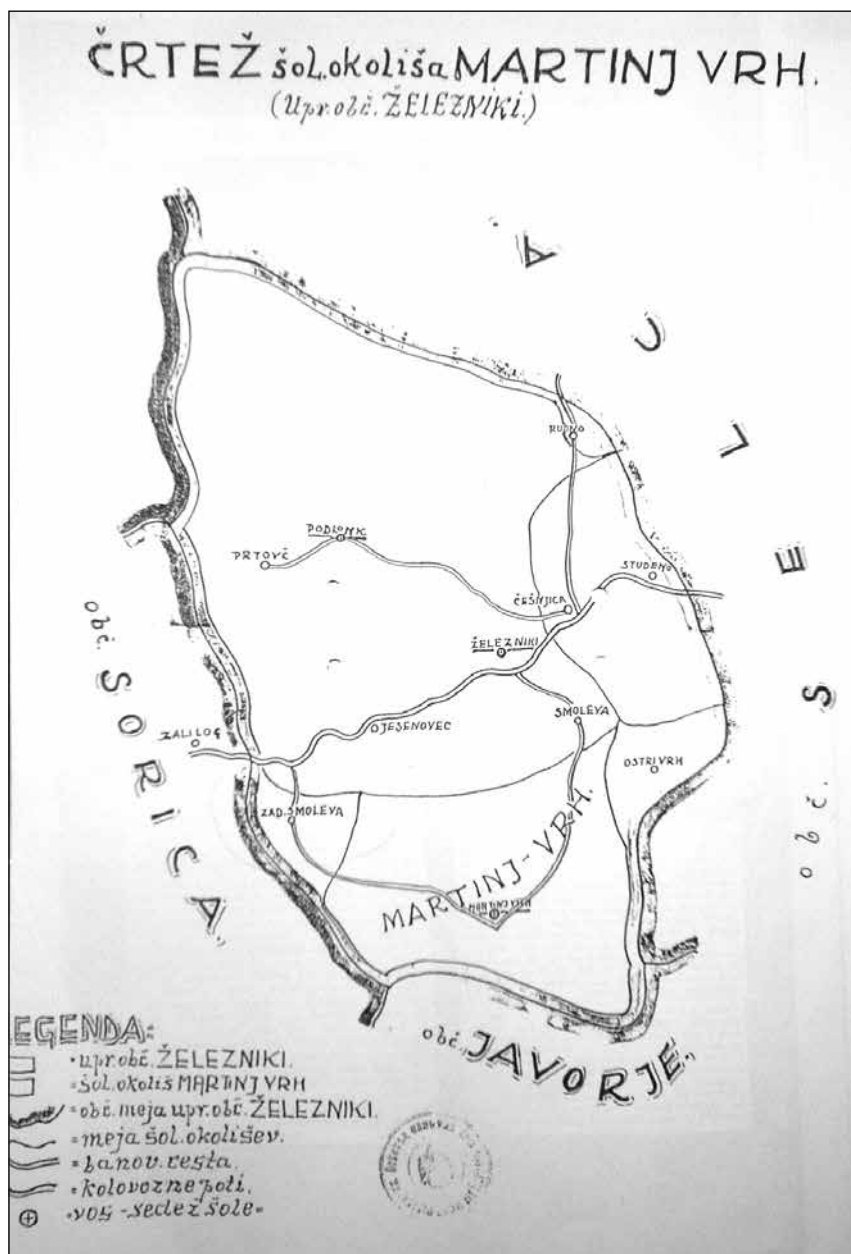 ČRTEŽ šol. okoliša MARTINJ VRH.
(Upr. obč. ŽELEZNIKI.)
obč. SELCA
RUDNO
PODLONK
PRTOVČ
STUDENO
ČEŠNJICA
ŽELEZNIKI
obč. SORICA.
SMOLEVA
JESENOVEC
ZALILOG
OSTRI VRH
ZAD. SMOLEVA
MARTINJ-VRH.
MARTINJ VRH
obč. JAVORJE.
EGENDA:
= upr. obč. ŽELEZNIKI.
= šol. okoliš MARTINJ VRH
= obč. meja upr. obč. ŽELEZNIKI.
= meja šol. okolišev.
= banov. cesta.
= kolovozne poti.
= vas - sedež šole =